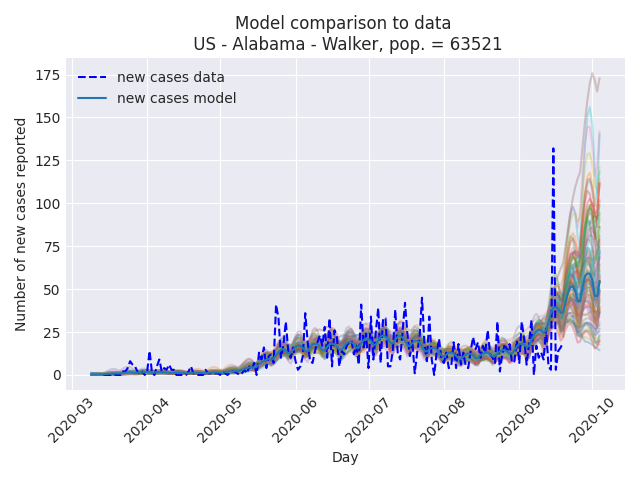 Model comparison to data
US - Alabama - Walker, pop. = 63521
new cases data
new cases model
Number of new cases reported
175
150
125
100
75
50
25
0
2020-03
2020-04
2020-05
2020-06
2020-07
2020-08
2020-09
2020-10
Day